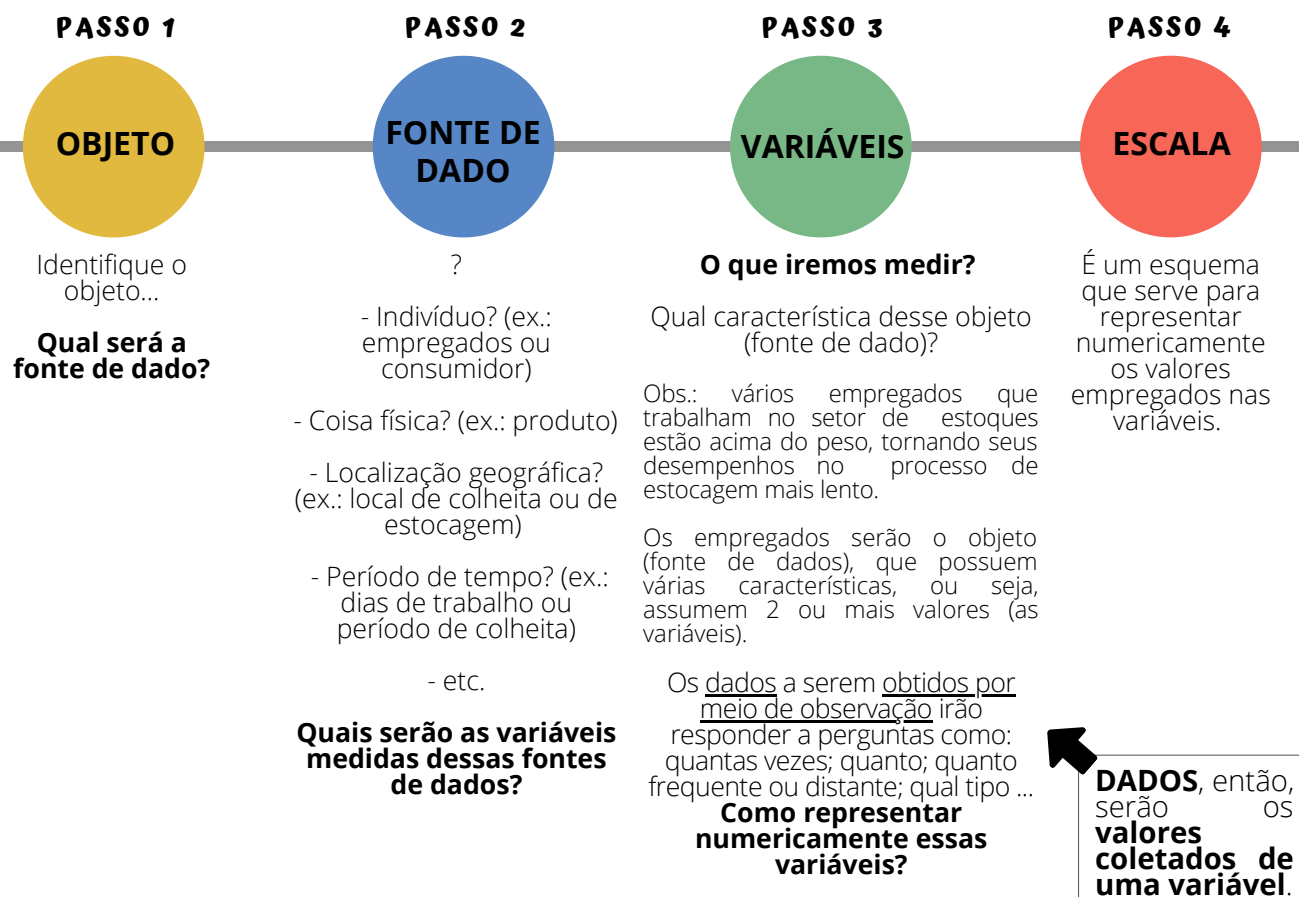 PASSO 1
OBJETO
Identifique o
objeto...
Qual será a
fonte de dado?
PASSO 2
FONTE DE
DADO
?
- Indivíduo? (ex.:
empregados ou
consumidor)
- Coisa física? (ex.: produto)
- Localização geográfica?
(ex.: local de colheita ou de
estocagem)
- Período de tempo? (ex.:
dias de trabalho ou
período de colheita)
- etc.
Quais serão as variáveis
medidas dessas fontes
de dados?
PASSO 3
VARIÁVEIS
O que iremos medir?
Qual característica desse objeto
(fonte de dado)?
Obs.: vários empregados que
trabalham no setor de estoques
estão acima do peso, tornando seus
desempenhos no processo de
estocagem mais lento.
Os empregados serão o objeto
(fonte de dados), que possuem
várias características, ou seja,
assumem 2 ou mais valores (as
variáveis).
Os dados a serem obtidos por
meio de observação irão
responder a perguntas como:
quantas vezes; quanto; quanto
frequente ou distante; qual tipo ...
Como representar
numericamente essas
variáveis?
PASSO 4
ESCALA
É um esquema
que serve para
representar
numericamente
os valores
empregados nas
variáveis.
DADOS, então,
serão os
valores
coletados de
uma variável.